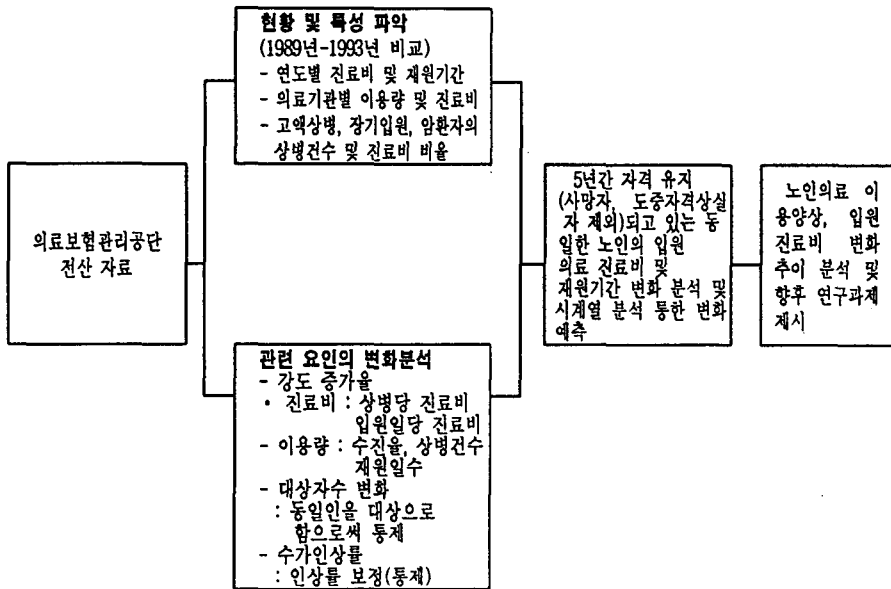 의료보험관리공단
전산 자료
현황 및 특성 파악
(1989년-1993년 비교)
- 연도별 진료비 및 재원기간
- 의료기관별 이용량 및 진료비
- 고액상병, 장기입원, 암환자의
상병건수 및 진료비 비율
관련 요인의 변화분석
- 강도 증가율
· 진료비 : 상병당 진료비
입원일당 진료비
- 이용량 : 수진율, 상병건수
재원일수
- 대상자수 변화
: 동일인을 대상으로
함으로써 통제
- 수가인상률
: 인상률 보정(통제)
5년간 자격 유지
(사망자, 도중자격상실
자 제외)되고 있는 동
일한 노인의 입원
의료 진료비 및
재원기간 변화 분석 및
시계열 분석 통한 변화
예측
노인의료 이
용양상, 입원
진료비 변화
추이 분석 및
향후 연구과제
제시